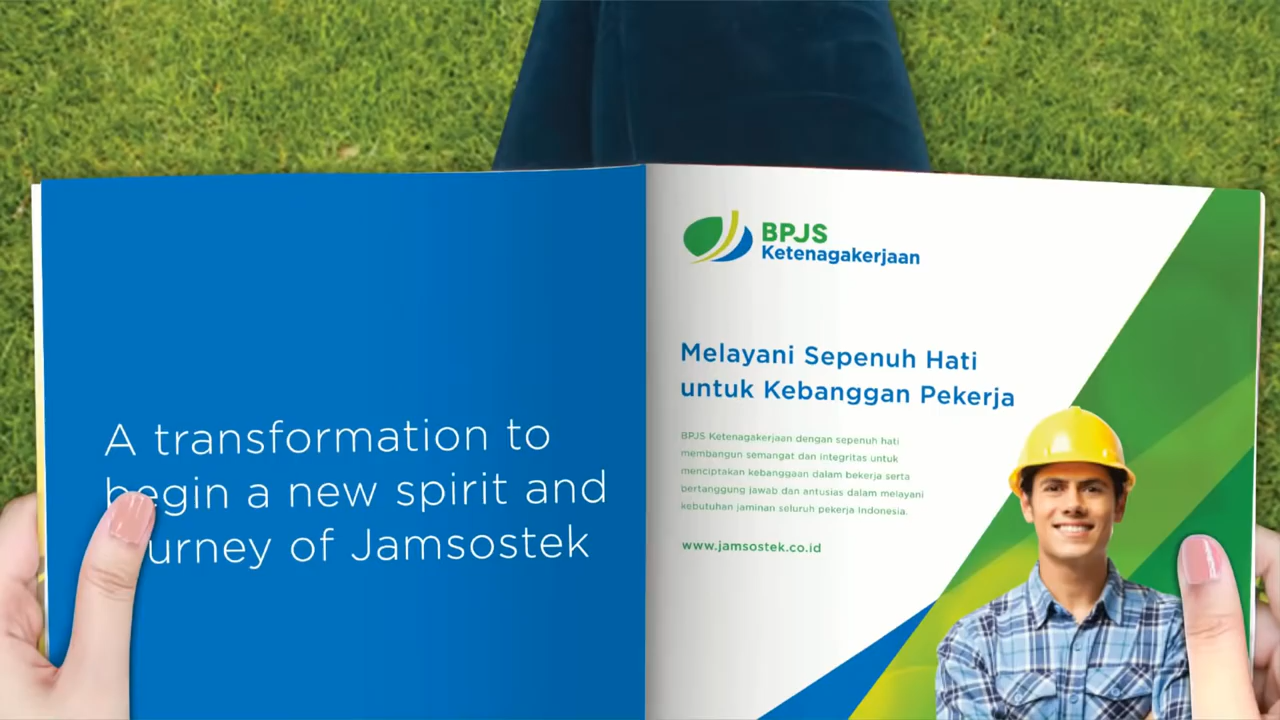 A transformation to
begin a new spirit and
urney of Jamsostek
BPJS
Ketenagakerjaan
Melayani Sepenuh Hati
untuk Kebanggan Pekerja
BPJS Ketenagakerjaan dengan sepenuh hati
membangun semangat dan integritas untuk
menciptakan kebanggaan dalam bekerja serta
bertanggung jawab dan antusias dalam melayani
kebutuhan jaminan seluruh pekerja Indonesia.
www.jamsostek.co.id